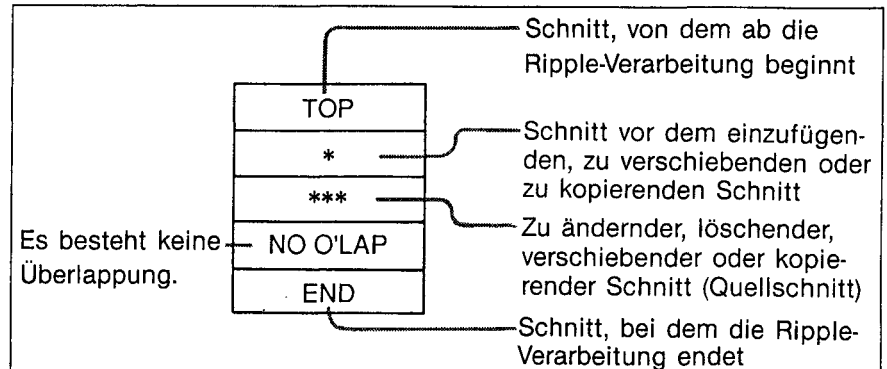 Schnitt, von dem ab die
Ripple-Verarbeitung beginnt
TOP
*
Schnitt vor dem einzufügen-
den, zu verschiebenden oder
zu kopierenden Schnitt
***
Zu ändernder, löschender,
verschiebender oder kopie-
render Schnitt (Quellschnitt)
Es besteht keine
Überlappung.
NO O'LAP
END
Schnitt, bei dem die Ripple-
Verarbeitung endet